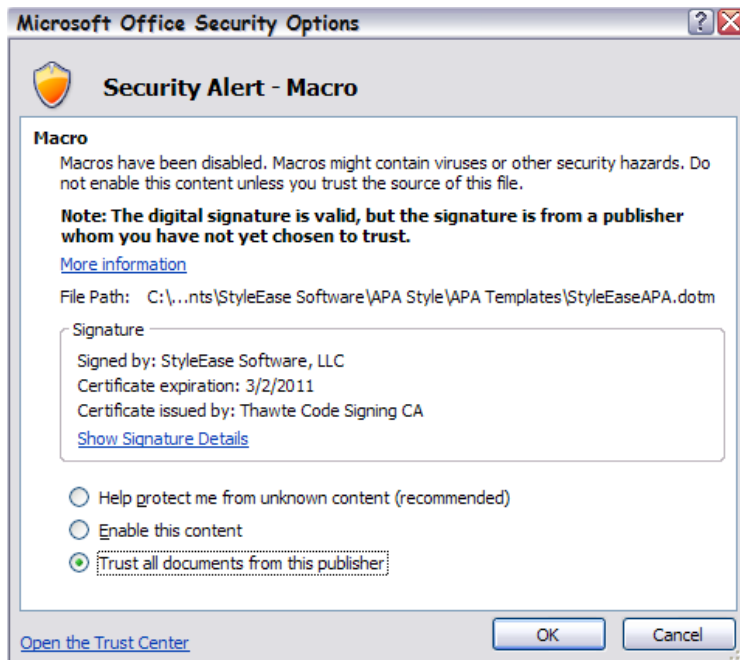 Microsoft Office Security Options
Security Alert - Macro
Macro
Macros have been disabled. Macros might contain viruses or other security hazards. Do
not enable this content unless you trust the source of this file.
Note: The digital signature is valid, but the signature is from a publisher
whom you have not yet chosen to trust.
More information
File Path: C:\...nts\StyleEase Software\APA Style\APA Templates\StyleEaseAPA.dotm
Signature
Signed by: StyleEase Software, LLC
Certificate expiration: 3/2/2011
Certificate issued by: Thawte Code Signing CA
Show Signature Details
Help protect me from unknown content (recommended)
Enable this content
Trust all documents from this publisher
Open the Trust Center
OK
Cancel